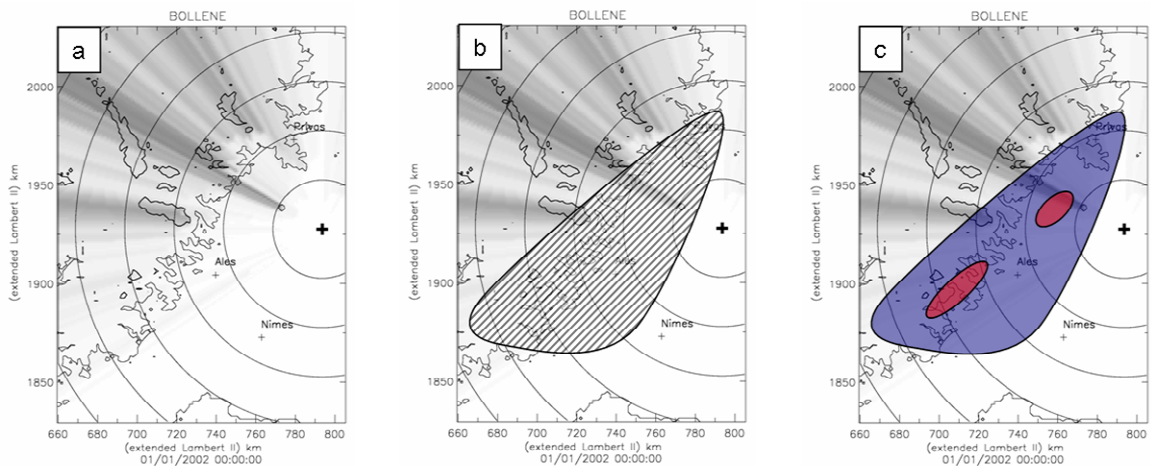 BOLLENE
a
2000
1950
1900
1850
(extended Lambert II) km
Privas
Ales
Nimes
660 680 700 720 740 760 780 800
(extended Lambert II) km
01/01/2002 00:00:00
BOLLENE
b
2000
1950
1900
1850
(extended Lambert II) km
Nimes
660 680 700 720 740 760 780 800
(extended Lambert II) km
01/01/2002 00:00:00
BOLLENE
c
2000
1950
1900
1850
(extended Lambert II) km
Privas
Ales
Nimes
660 680 700 720 740 760 780 800
(extended Lambert II) km
01/01/2002 00:00:00